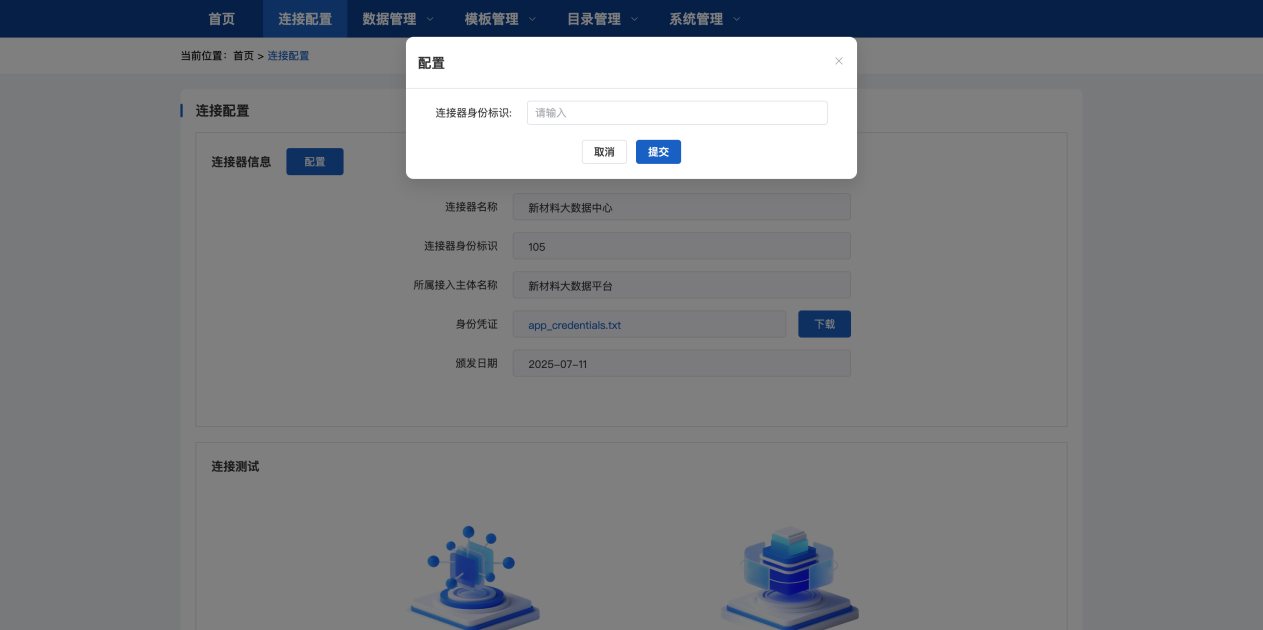 首页 连接配置 数据管理 模板管理 目录管理 系统管理
当前位置: 首页 > 连接配置
配置
连接器身份标识:
请输入
取消
提交
连接配置
连接器信息
配置
连接器名称
新材料大数据中心
连接器身份标识
105
所属接入主体名称
新材料大数据平台
身份凭证
app_credentials.txt
下载
颁发日期
2025-07-11
连接测试